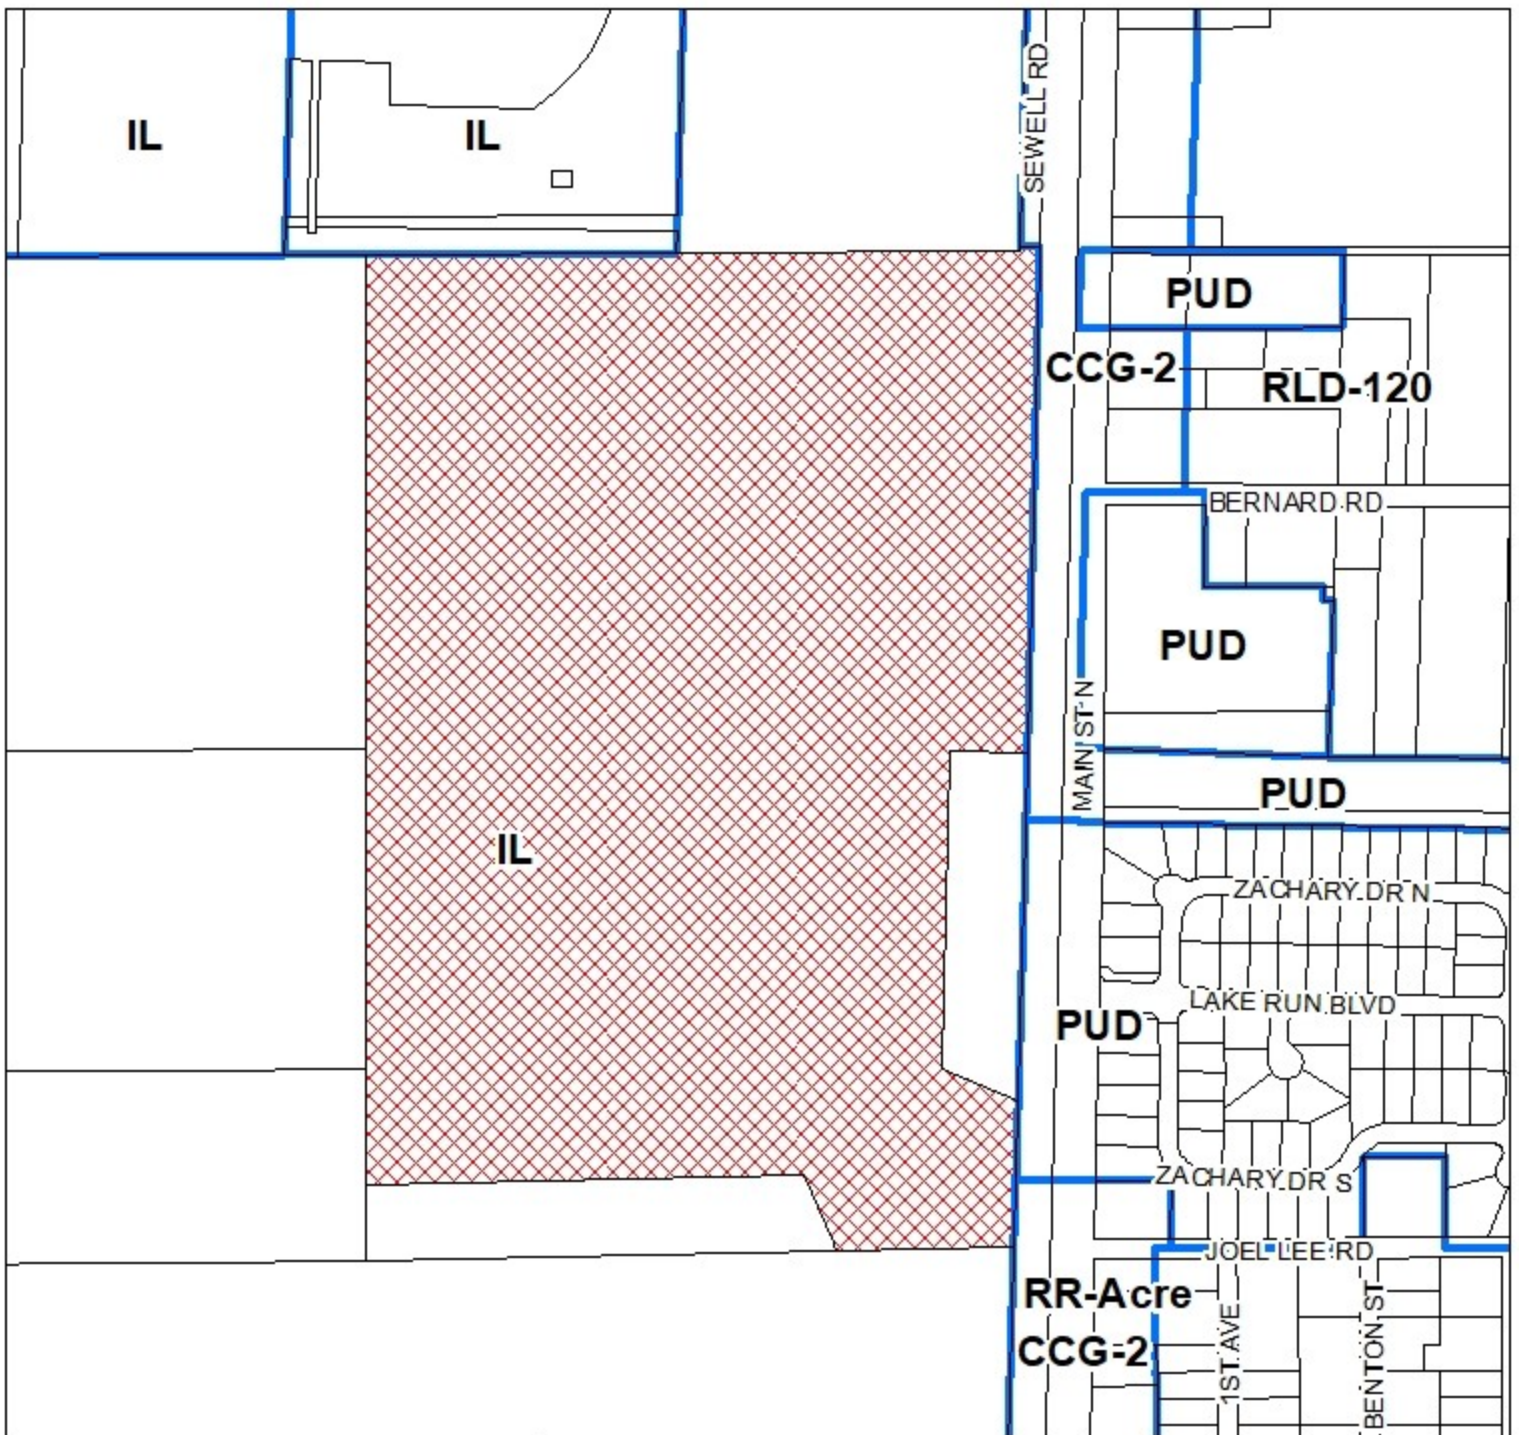 SEWELL RD
IL
IL
PUD
CCG-2
RLD-120
BERNARD RD
PUD
MAIN ST N
PUD
IL
ZACHARY DR N
LAKE RUN BLVD
PUD
ZACHARY DR S
JOEL LEE RD
RR-Acre
CCG-2
1ST AVE
BENTON ST